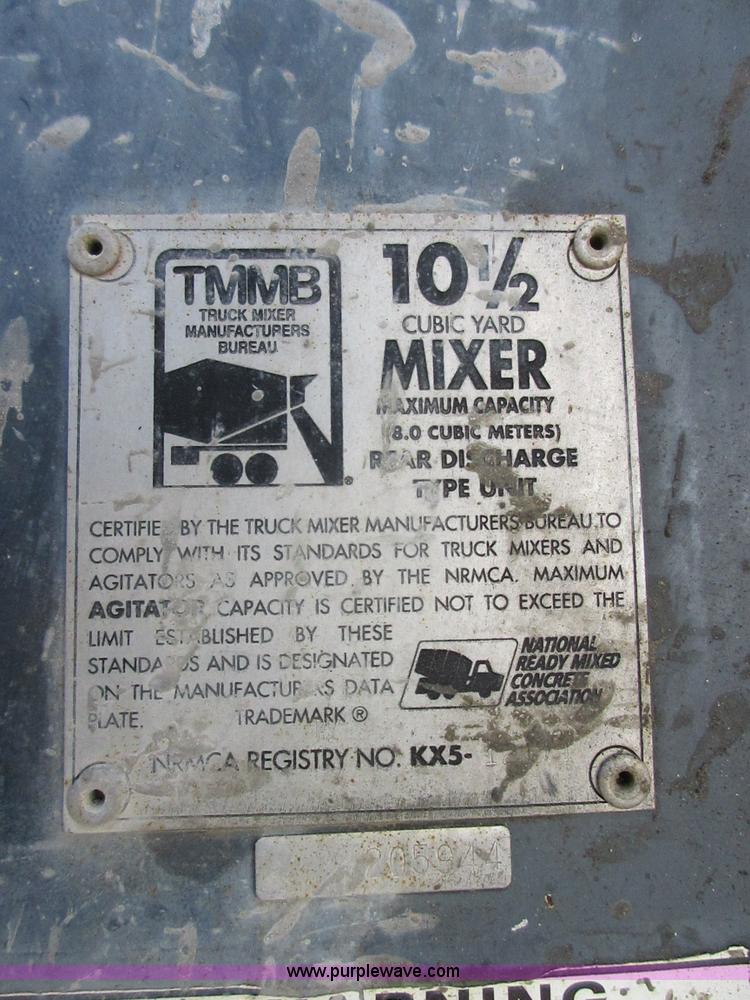 TMMB
TRUCK MIXER
MANUFACTURERS
BUREAU
®
10 1/2
CUBIC YARD
MIXER
MAXIMUM CAPACITY
(8.0 CUBIC METERS)
REAR DISCHARGE
TYPE UNIT
CERTIFIED BY THE TRUCK MIXER MANUFACTURERS BUREAU TO
COMPLY WITH ITS STANDARDS FOR TRUCK MIXERS AND
AGITATORS AS APPROVED BY THE NRMCA. MAXIMUM
AGITATOR CAPACITY IS CERTIFIED NOT TO EXCEED THE
LIMIT ESTABLISHED BY THESE
STANDARDS AND IS DESIGNATED
ON THE MANUFACTURERS DATA
PLATE. TRADEMARK ®
NATIONAL
READY MIXED
CONCRETE
ASSOCIATION
NRMCA REGISTRY NO. KX5-
205944
www.purplewave.com